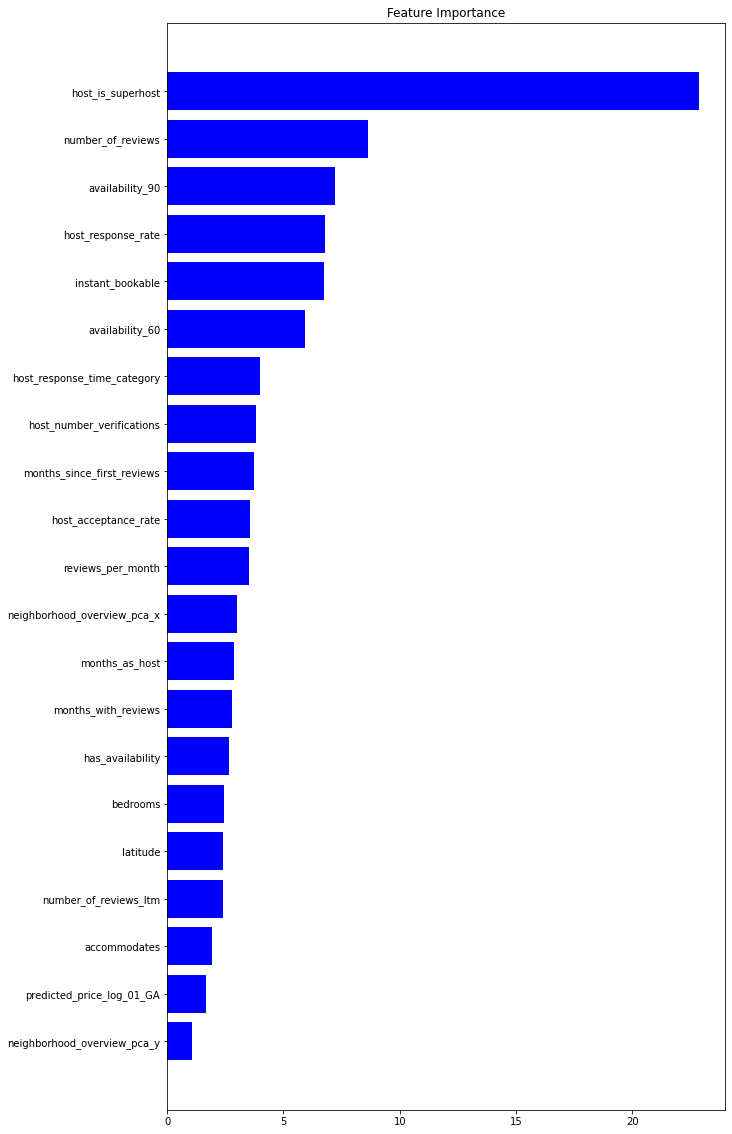 Feature Importance
host_is_superhost
number_of_reviews
availability_90
host_response_rate
instant_bookable
availability_60
host_response_time_category
host_number_verifications
months_since_first_reviews
host_acceptance_rate
reviews_per_month
neighborhood_overview_pca_x
months_as_host
months_with_reviews
has_availability
bedrooms
latitude
number_of_reviews_ltm
accommodates
predicted_price_log_01_GA
neighborhood_overview_pca_y
0 5 10 15 20